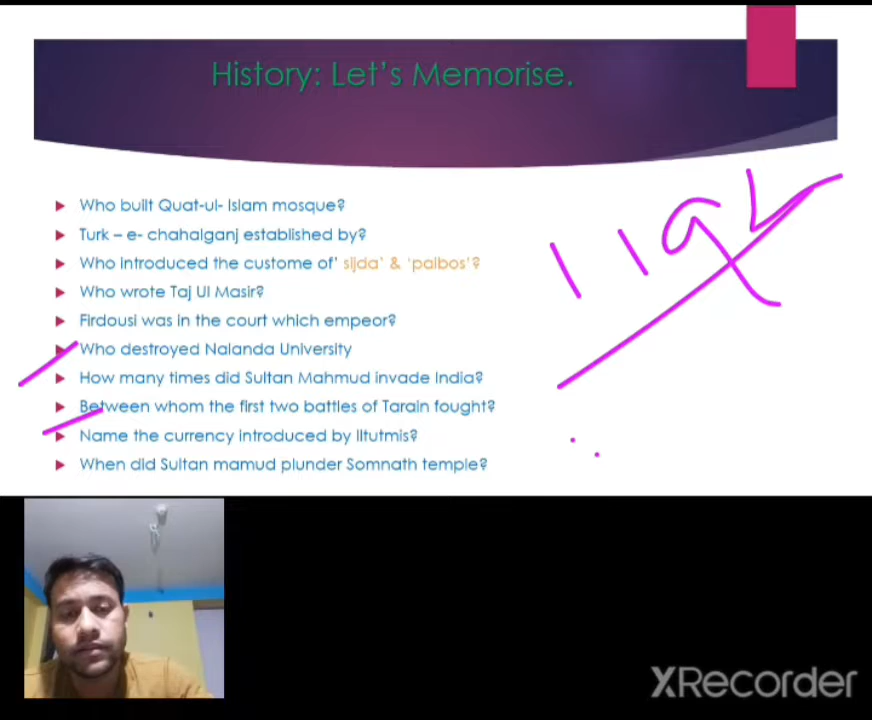 History: Let's Memorise.
Who built Quat-ul- Islam mosque?
Turk – e- chahalganj established by?
Who introduced the custome of' sijda' & 'paibos'?
Who wrote Taj Ul Masir?
Firdousi was in the court which empeor?
Who destroyed Nalanda University
How many times did Sultan Mahmud invade India?
Between whom the first two battles of Tarain fought?
Name the currency introduced by Iltutmis?
When did Sultan mamud plunder Somnath temple?
XRecorder